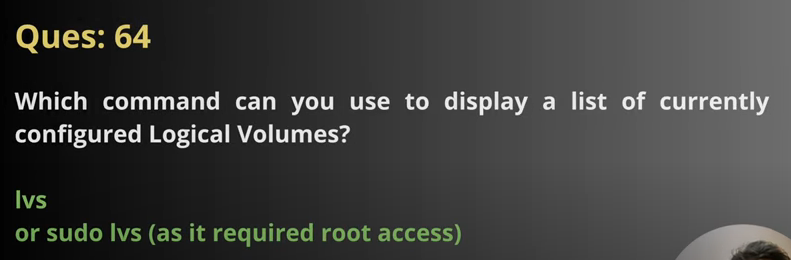 Ques: 64
Which command can you use to display a list of currently
configured Logical Volumes?
lvs
or sudo lvs (as it required root access)